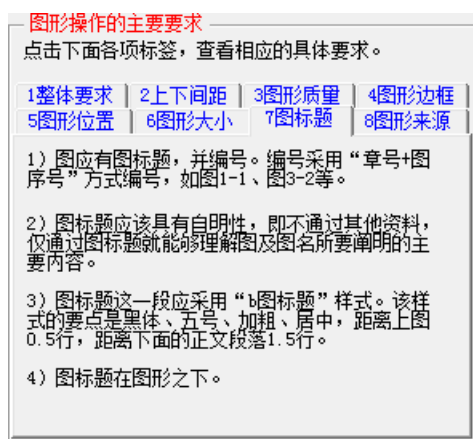 图形操作的主要要求
点击下面各项标签，查看相应的具体要求。
1整体要求 2上下间距 3图形质量 4图形边框
5图形位置 6图形大小 7图标题 8图形来源
1）图应有图标题，并编号。编号采用“章号+图
序号”方式编号，如图1-1、图3-2等。
2）图标题应该具有自明性，即不通过其他资料，
仅通过图标题就能够理解图及图名所要阐明的主
要内容。
3）图标题这一段应采用“b图标题”样式。该样
式的要点是黑体、五号、加粗、居中，距离上图
0.5行，距离下面的正文段落1.5行。
4）图标题在图形之下。